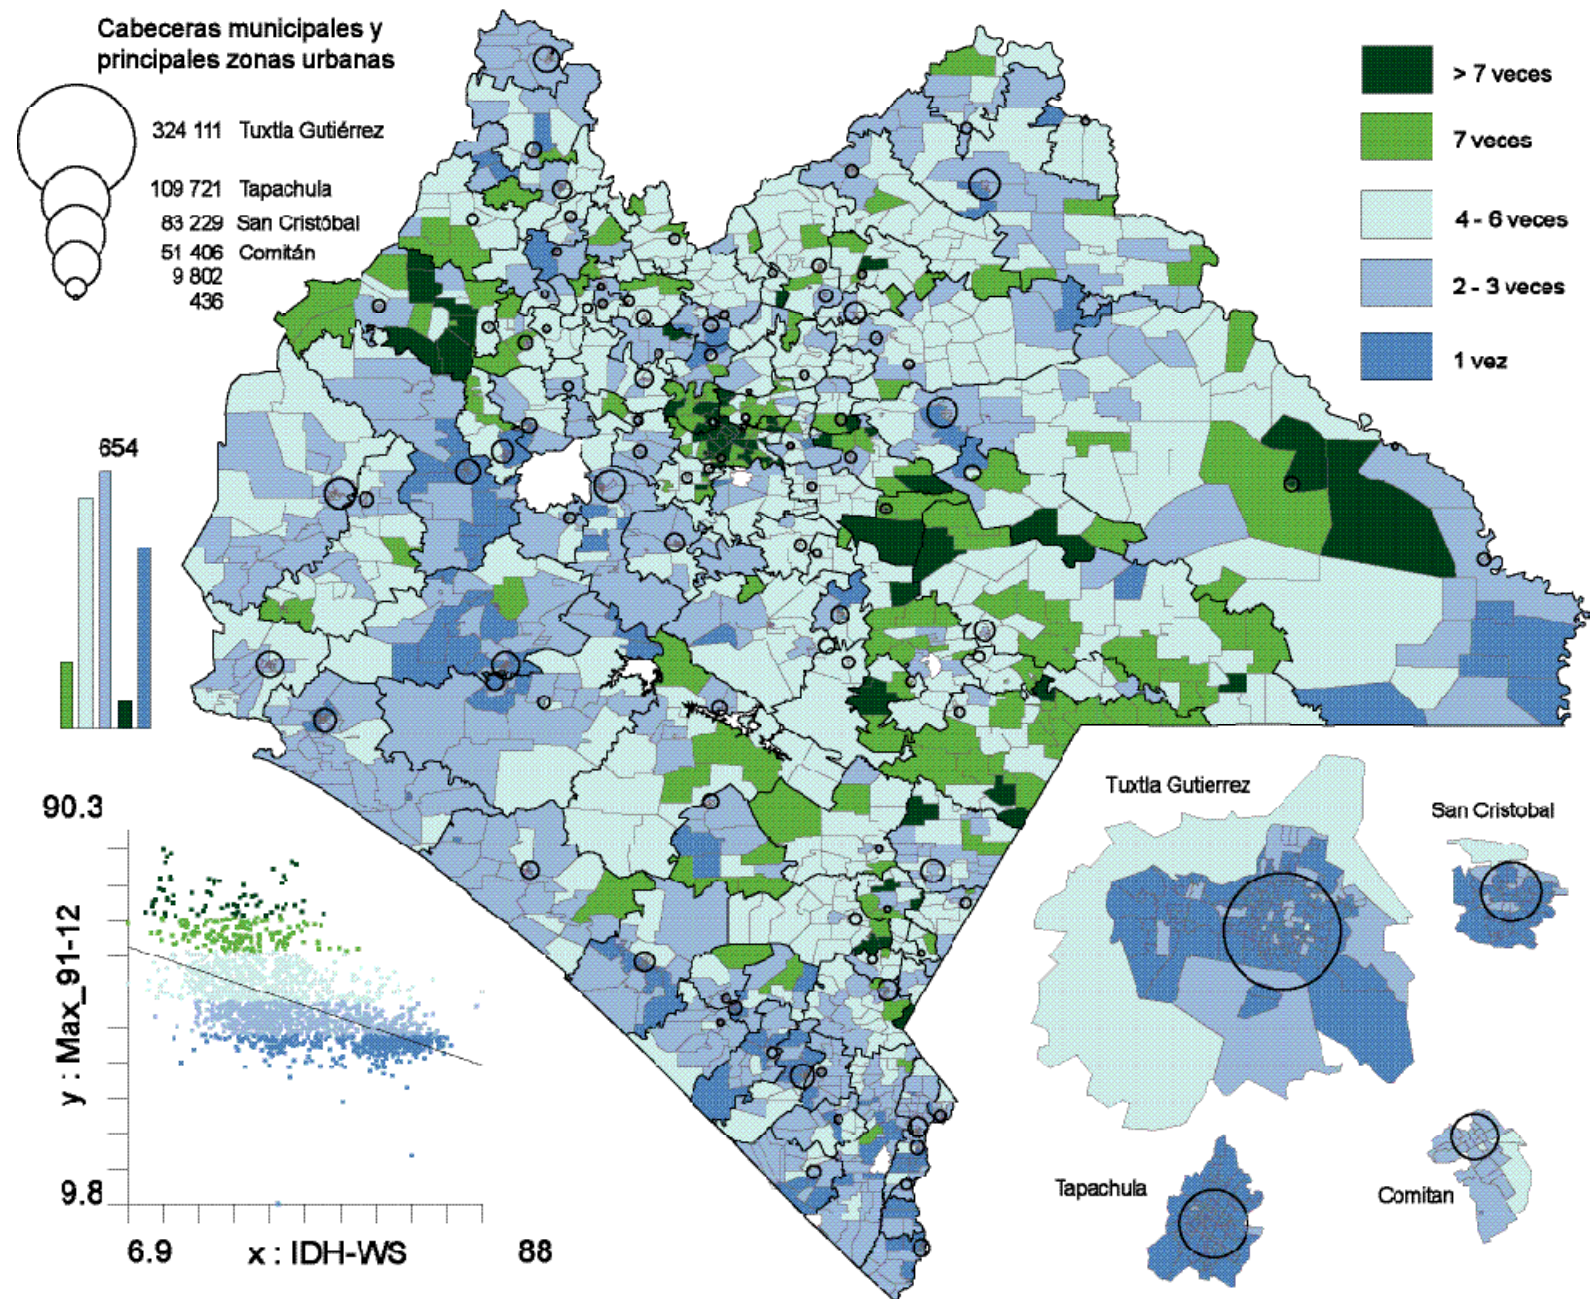 Cabeceras municipales y
principales zonas urbanas
324 111 Tuxtla Gutiérrez
109 721 Tapachula
83 229 San Cristóbal
51 406 Comitán
9 802
436
> 7 veces
7 veces
4 - 6 veces
2 - 3 veces
1 vez
654
90.3
y : Max_91-12
9.8
6.9 x : IDH-WS 88
Tuxtla Gutierrez
San Cristobal
Tapachula
Comitan